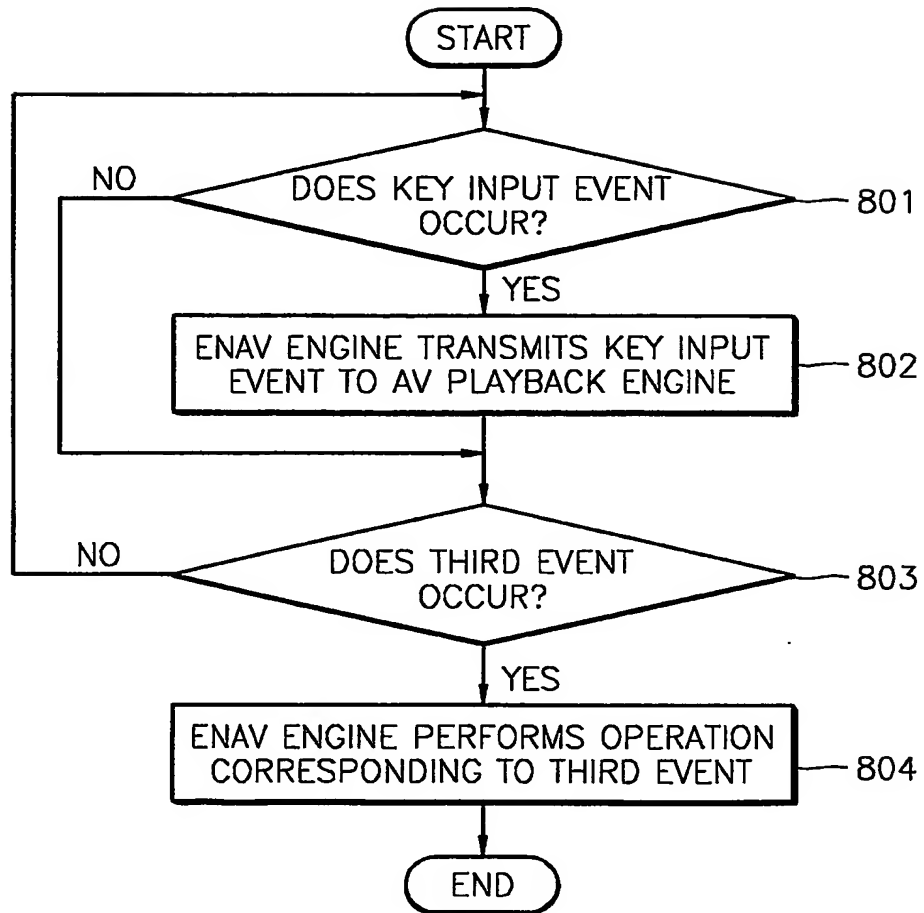 START
DOES KEY INPUT EVENT
OCCUR?
801
NO
YES
ENAV ENGINE TRANSMITS KEY INPUT
EVENT TO AV PLAYBACK ENGINE
802
DOES THIRD EVENT
OCCUR?
803
NO
YES
ENAV ENGINE PERFORMS OPERATION
CORRESPONDING TO THIRD EVENT
804
END